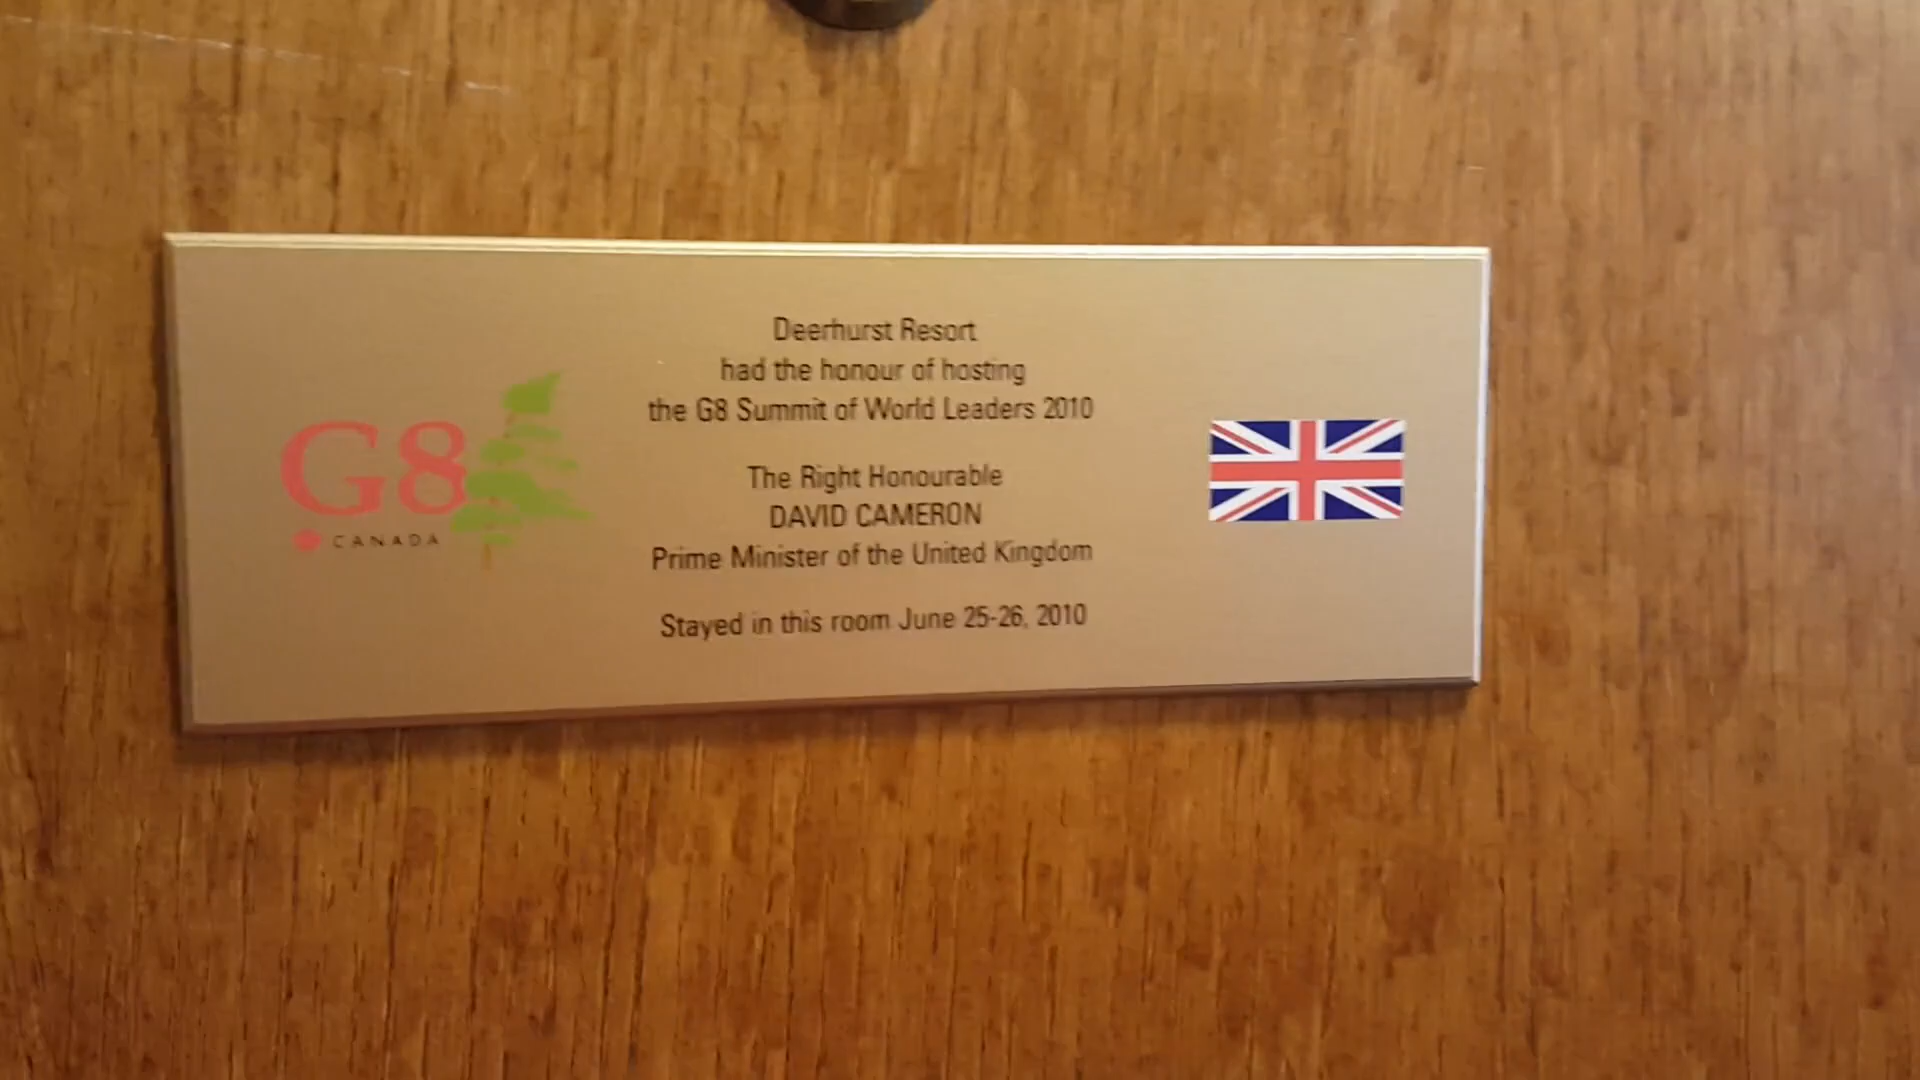 G8
CANADA
Deerhurst Resort
had the honour of hosting
the G8 Summit of World Leaders 2010
The Right Honourable
DAVID CAMERON
Prime Minister of the United Kingdom
Stayed in this room June 25-26, 2010